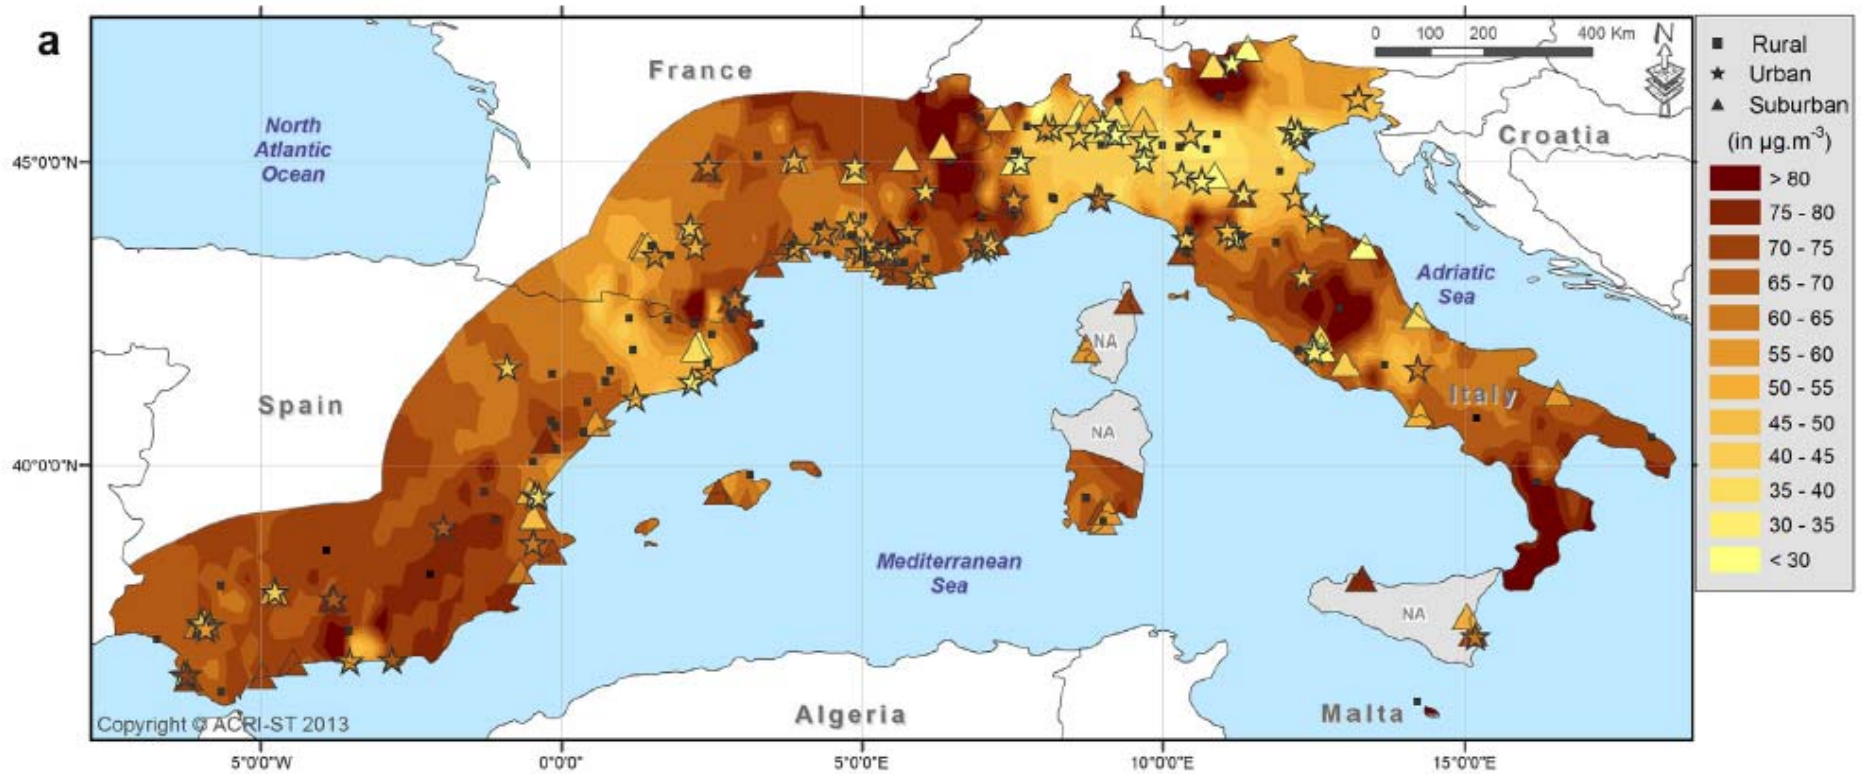 a
0 100 200 400 Km
N
France
Croatia
North
Atlantic
Ocean
45°0'0"N
Adriatic
Sea
Spain
Italy
NA
NA
40°0'0"N
Mediterranean
Sea
NA
Algeria
Malta
Copyright © ACRI-ST 2013
5°0'0"W 0°0'0" 5°0'0"E 10°0'0"E 15°0'0"E
Rural
Urban
Suburban
(in µg.m-3)
> 80
75 - 80
70 - 75
65 - 70
60 - 65
55 - 60
50 - 55
45 - 50
40 - 45
35 - 40
30 - 35
< 30